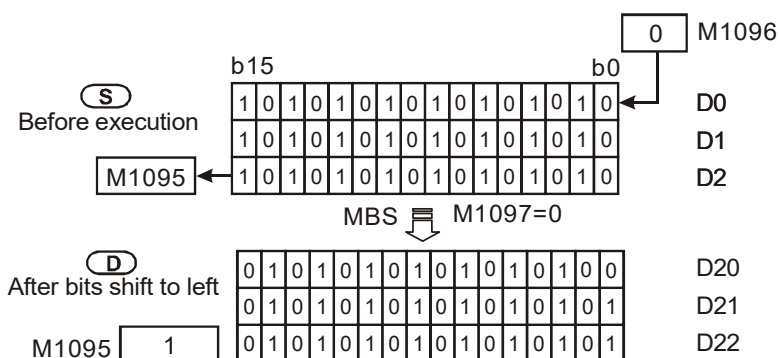 0 M1096
b15 b0
S 1 0 1 0 1 0 1 0 1 0 1 0 1 0 1 0 D0
Before execution 1 0 1 0 1 0 1 0 1 0 1 0 1 0 1 0 D1
M1095 1 0 1 0 1 0 1 0 1 0 1 0 1 0 1 0 D2
MBS M1097=0
D 0 1 0 1 0 1 0 1 0 1 0 1 0 1 0 0 D20
After bits shift to left 0 1 0 1 0 1 0 1 0 1 0 1 0 1 0 1 D21
M1095 1 0 1 0 1 0 1 0 1 0 1 0 1 0 1 0 1 D22